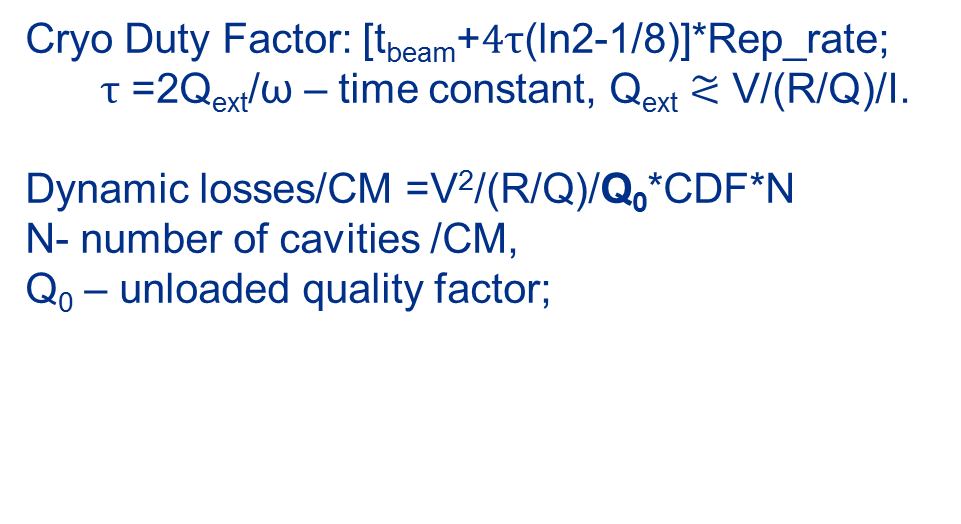 Cryo Duty Factor: [t_beam+4τ(ln2-1/8)]*Rep_rate;
τ =2Q_ext/ω – time constant, Q_ext ⪝ V/(R/Q)/I.
Dynamic losses/CM =V²/(R/Q)/Q₀*CDF*N
N- number of cavities /CM,
Q₀ – unloaded quality factor;